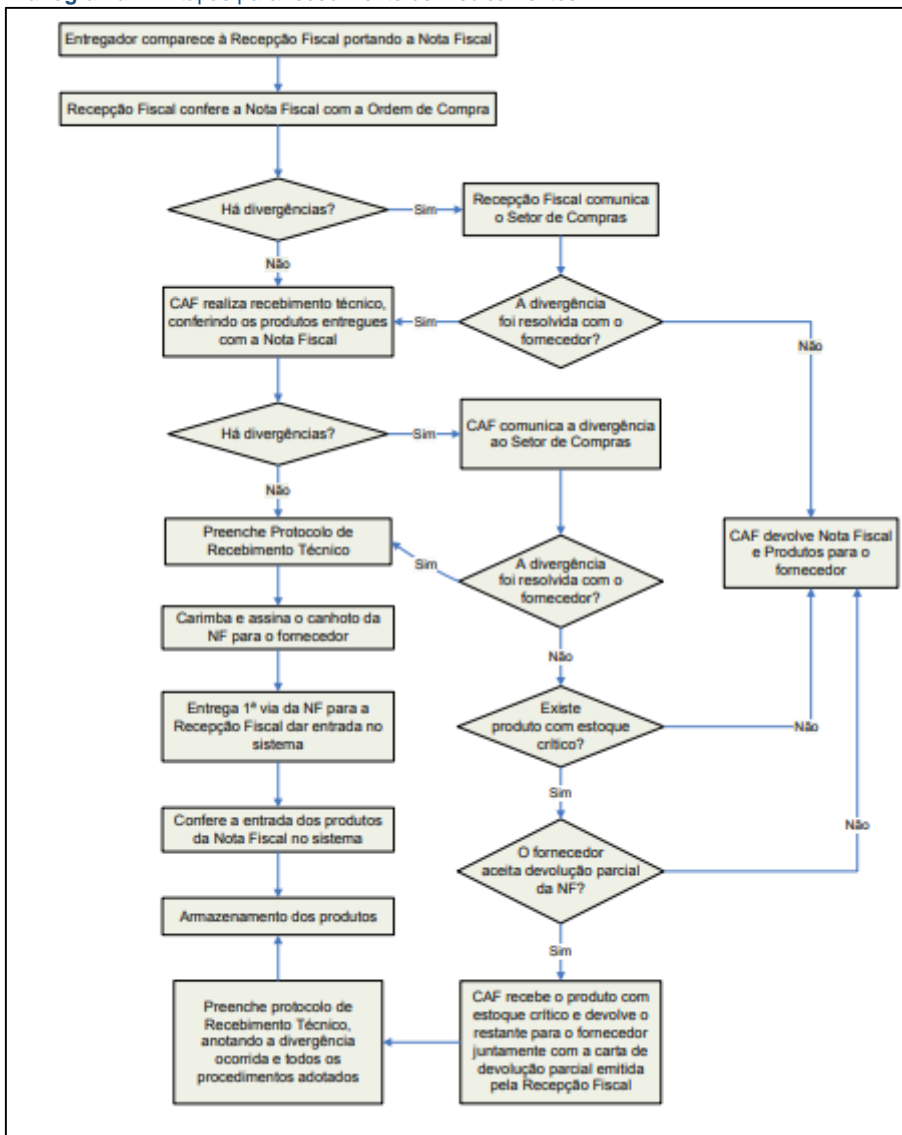 Entregador comparece à Recepção Fiscal portando a Nota Fiscal
Recepção Fiscal confere a Nota Fiscal com a Ordem de Compra
Há divergências?
Sim
Recepção Fiscal comunica
o Setor de Compras
Não
CAF realiza recebimento técnico,
conferindo os produtos entregues
com a Nota Fiscal
Sim
A divergência
foi resolvida com o
fornecedor?
Não
Há divergências?
Sim
CAF comunica a divergência
ao Setor de Compras
Não
Preenche Protocolo de
Recebimento Técnico
Sim
A divergência
foi resolvida com o
fornecedor?
CAF devolve Nota Fiscal
e Produtos para o
fornecedor
Carimba e assina o canhoto da
NF para o fornecedor
Não
Entrega 1ª via da NF para a
Recepção Fiscal dar entrada no
sistema
Existe
produto com estoque
crítico?
Não
Sim
Confere a entrada dos produtos
da Nota Fiscal no sistema
Não
O fornecedor
aceita devolução parcial
da NF?
Armazenamento dos produtos
Sim
Preenche protocolo de
Recebimento Técnico,
anotando a divergência
ocorrida e todos os
procedimentos adotados
CAF recebe o produto com
estoque crítico e devolve o
restante para o fornecedor
juntamente com a carta de
devolução parcial emitida
pela Recepção Fiscal